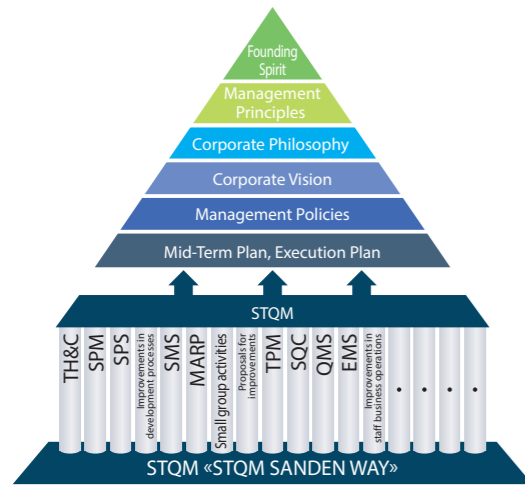 Founding
Spirit
Management
Principles
Corporate Philosophy
Corporate Vision
Management Policies
Mid-Term Plan, Execution Plan
STQM
TH&C
SPM
SPS
Improvements in
development processes
SMS
MARP
Small group activities
Proposals for
improvements
TPM
SQC
QMS
EMS
Improvements in
staff business operations
•
•
•
•
STQM «STQM SANDEN WAY»